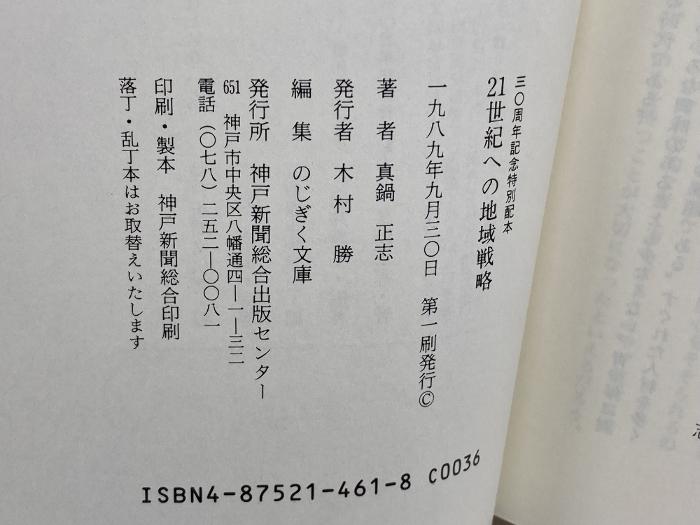 三〇周年記念特別配本
21世紀への地域戦略
一九八九年九月三〇日　第一刷発行©
著者　真鍋正志
発行者　木村勝
編集　のじぎく文庫
発行所　神戸新聞総合出版センター
651 神戸市中央区八幡通四―一―三二
電話（〇七八）二五二―〇〇八一
印刷・製本　神戸新聞総合印刷
落丁・乱丁本はお取替えいたします
ISBN4-87521-461-8 C0036